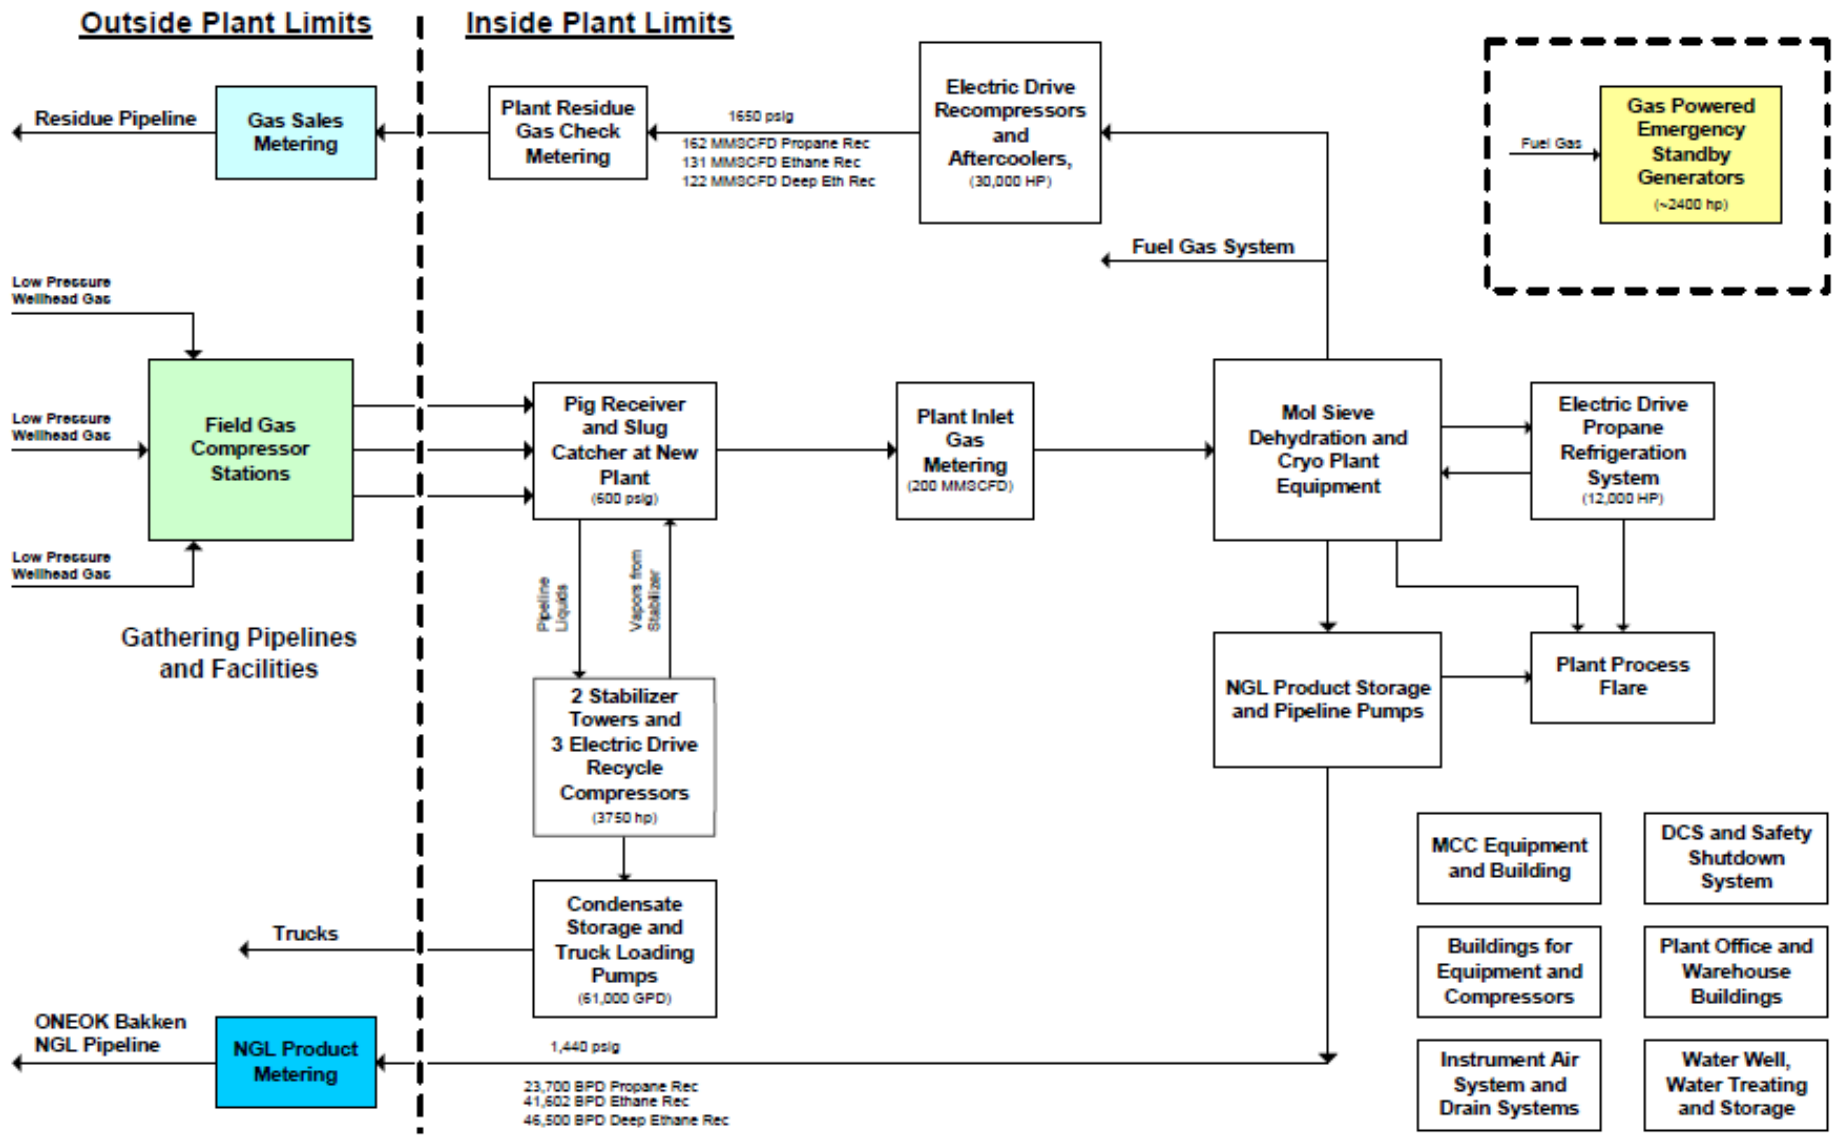 Outside Plant Limits
Inside Plant Limits
Residue Pipeline
Gas Sales
Metering
Plant Residue
Gas Check
Metering
1650 psig
162 MMSCFD Propane Rec
131 MMSCFD Ethane Rec
122 MMSCFD Deep Eth Rec
Electric Drive
Recompressors
and
Aftercoolers,
(30,000 HP)
Fuel Gas
Gas Powered
Emergency
Standby
Generators
(~2400 hp)
Fuel Gas System
Low Pressure
Wellhead Gas
Low Pressure
Wellhead Gas
Low Pressure
Wellhead Gas
Field Gas
Compressor
Stations
Gathering Pipelines
and Facilities
Pig Receiver
and Slug
Catcher at New
Plant
(600 psig)
Plant Inlet
Gas
Metering
(200 MMSCFD)
Mol Sieve
Dehydration and
Cryo Plant
Equipment
Electric Drive
Propane
Refrigeration
System
(12,000 HP)
Pipeline
Liquids
Vapors from
Stabilizer
2 Stabilizer
Towers and
3 Electric Drive
Recycle
Compressors
(3750 hp)
NGL Product Storage
and Pipeline Pumps
Plant Process
Flare
Condensate
Storage and
Truck Loading
Pumps
(61,000 GPD)
Trucks
ONEOK Bakken
NGL Pipeline
NGL Product
Metering
1,440 psig
23,700 BPD Propane Rec
41,602 BPD Ethane Rec
46,500 BPD Deep Ethane Rec
MCC Equipment
and Building
DCS and Safety
Shutdown
System
Buildings for
Equipment and
Compressors
Plant Office and
Warehouse
Buildings
Instrument Air
System and
Drain Systems
Water Well,
Water Treating
and Storage